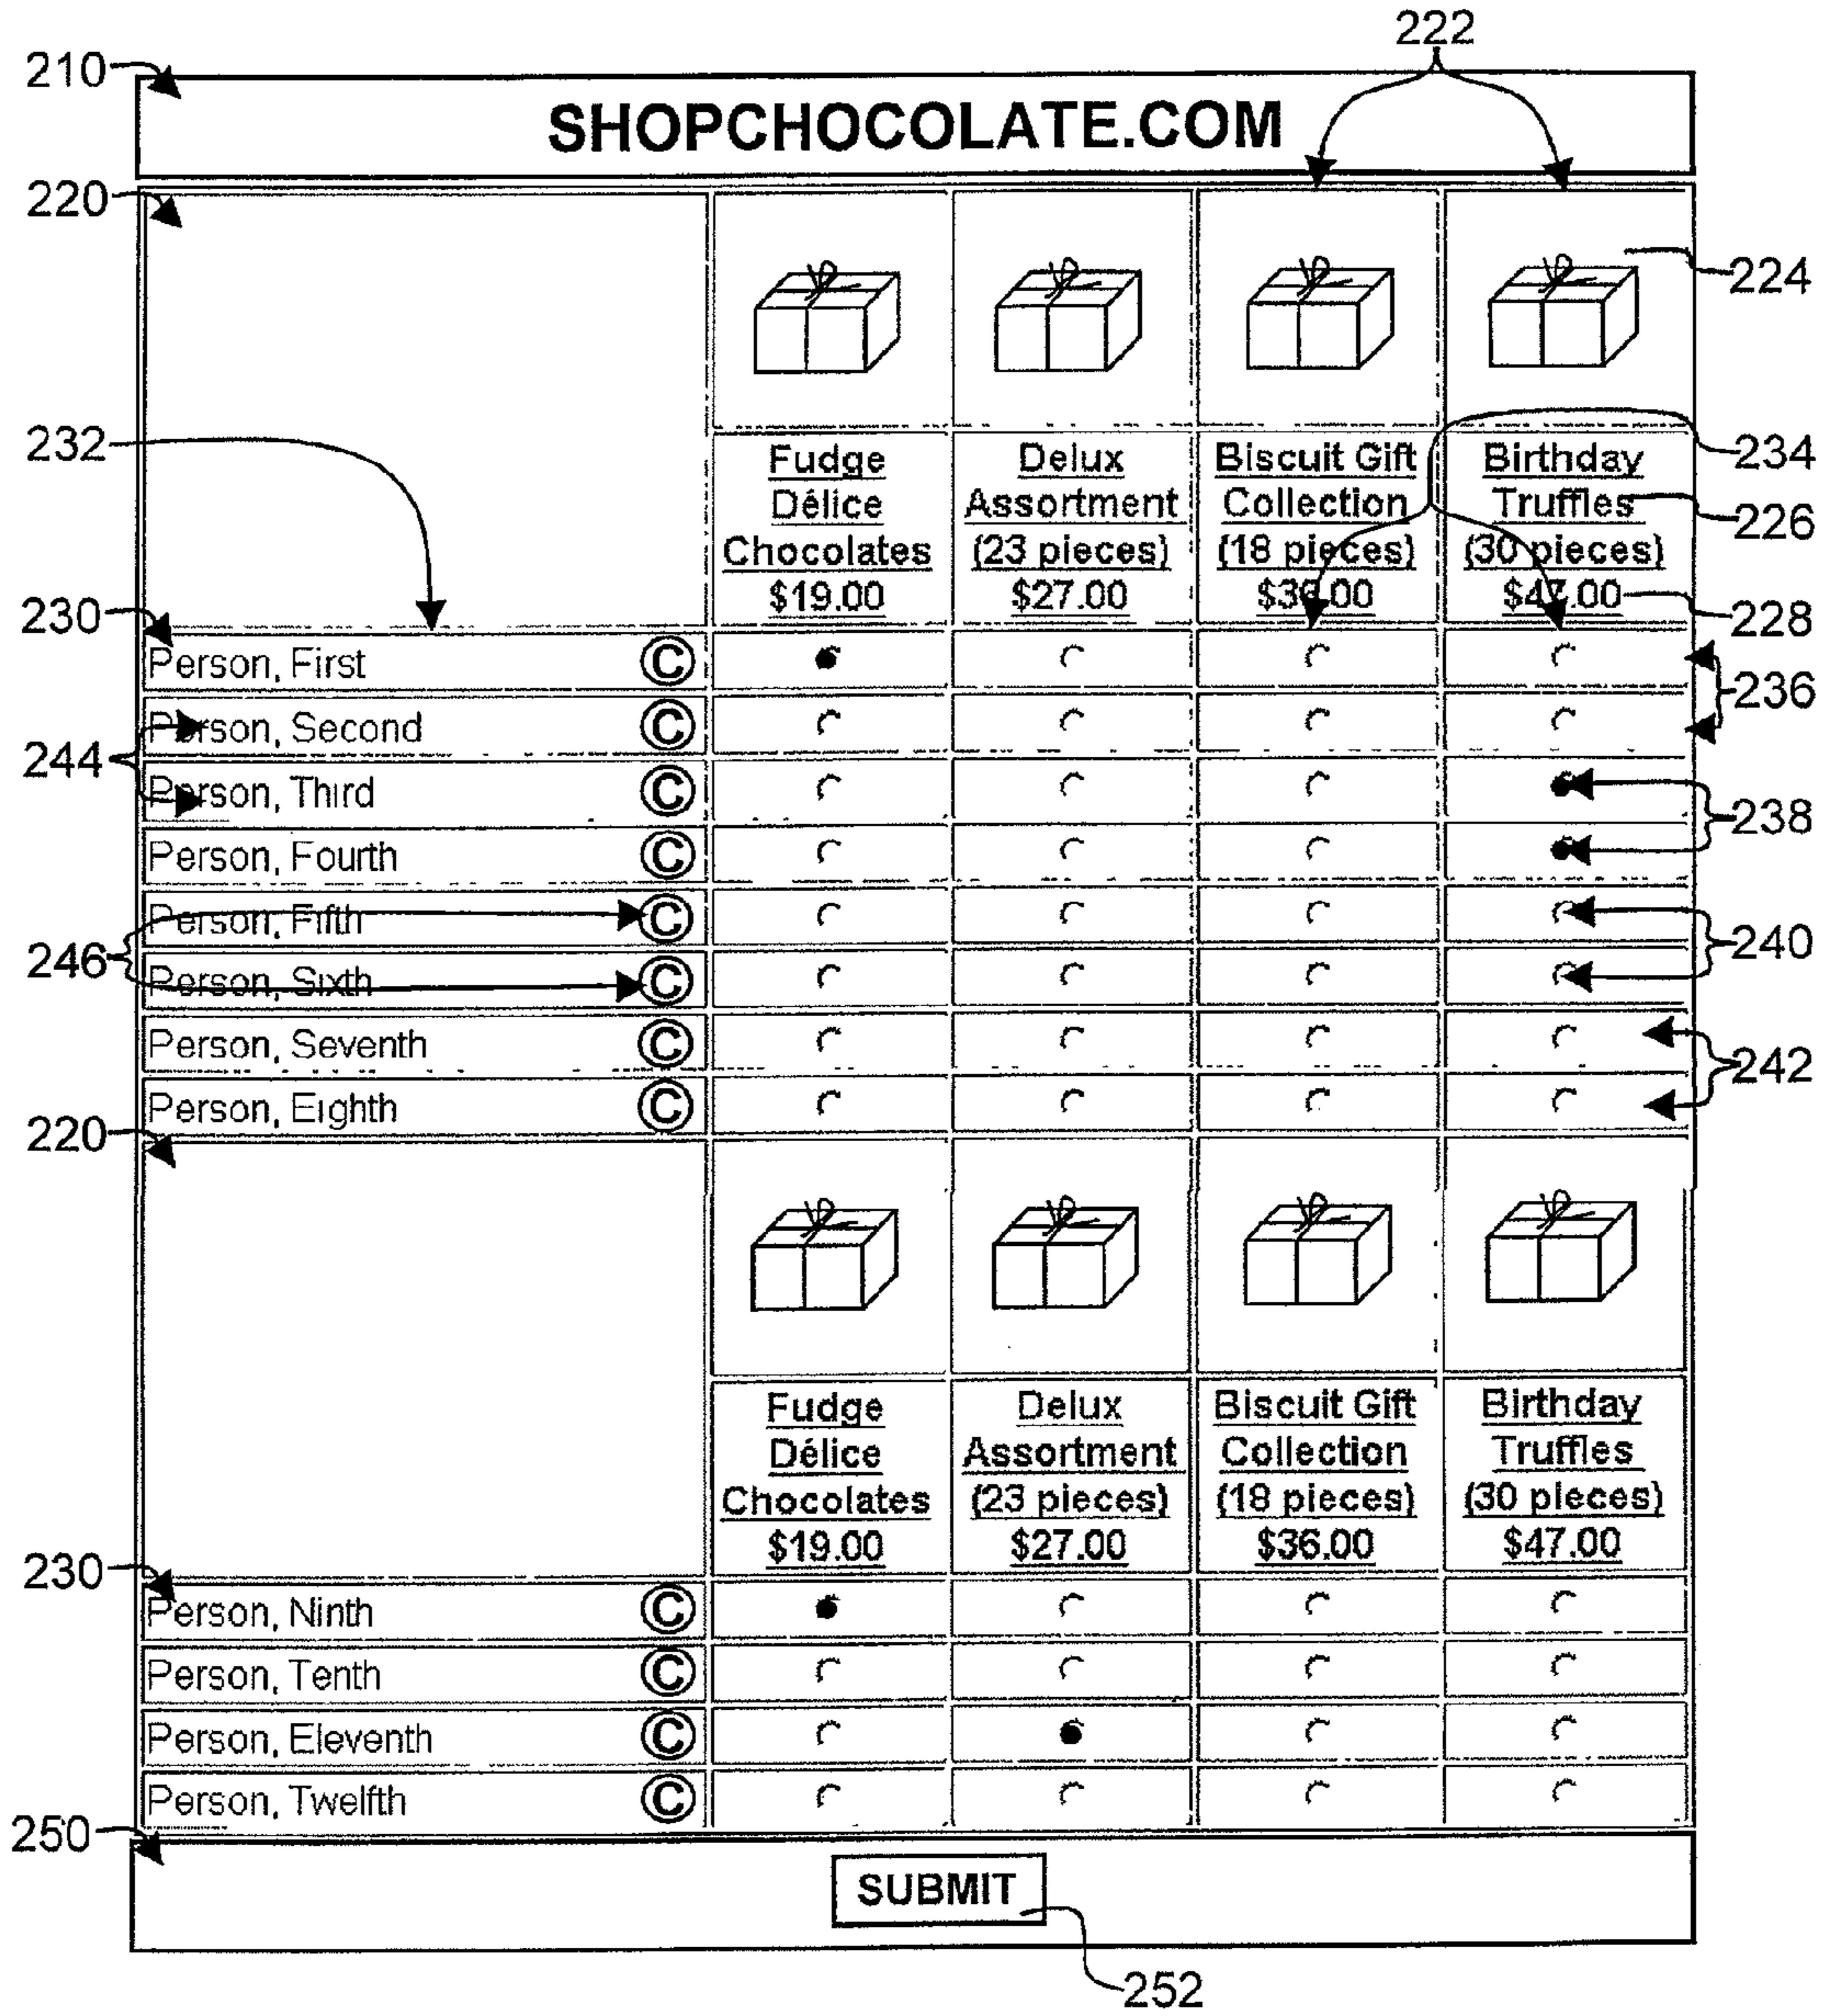 222
210
SHOPCHOCOLATE.COM
220
224
232
234
Fudge Délice Chocolates $19.00
Delux Assortment (23 pieces) $27.00
Biscuit Gift Collection (18 pieces) $36.00
Birthday Truffles (30 pieces) $47.00
226
228
230
Person, First Ⓒ
236
Person, Second Ⓒ
244
Person, Third Ⓒ
238
Person, Fourth Ⓒ
Person, Fifth Ⓒ
246
240
Person, Sixth Ⓒ
Person, Seventh Ⓒ
242
Person, Eighth Ⓒ
220
Fudge Délice Chocolates $19.00
Delux Assortment (23 pieces) $27.00
Biscuit Gift Collection (18 pieces) $36.00
Birthday Truffles (30 pieces) $47.00
230
Person, Ninth Ⓒ
Person, Tenth Ⓒ
Person, Eleventh Ⓒ
Person, Twelfth Ⓒ
250
SUBMIT
252